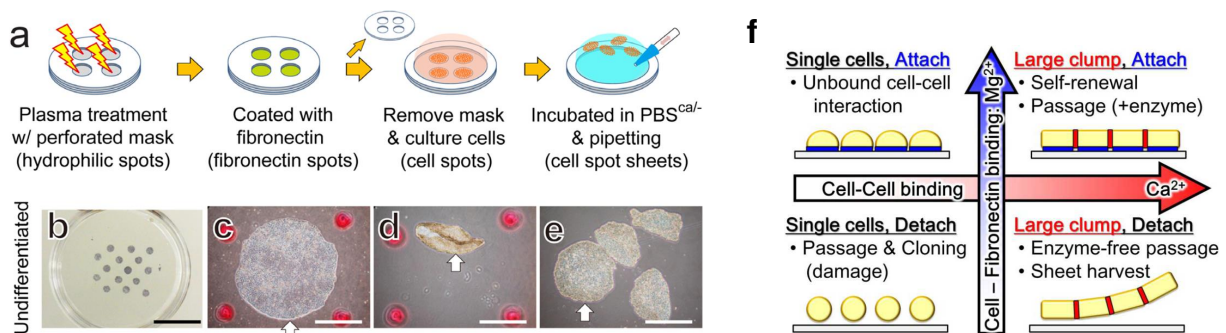 a
Plasma treatment
w/ perforated mask
(hydrophilic spots)
Coated with
fibronectin
(fibronectin spots)
Remove mask
& culture cells
(cell spots)
Incubated in PBS^ca/-
& pipetting
(cell spot sheets)
Undifferentiated
b
c
d
e
f
Single cells, Attach
• Unbound cell-cell
interaction
Large clump, Attach
• Self-renewal
• Passage (+enzyme)
Cell – Fibronectin binding: Mg2+
Cell-Cell binding
Ca2+
Single cells, Detach
• Passage & Cloning
(damage)
Large clump, Detach
• Enzyme-free passage
• Sheet harvest